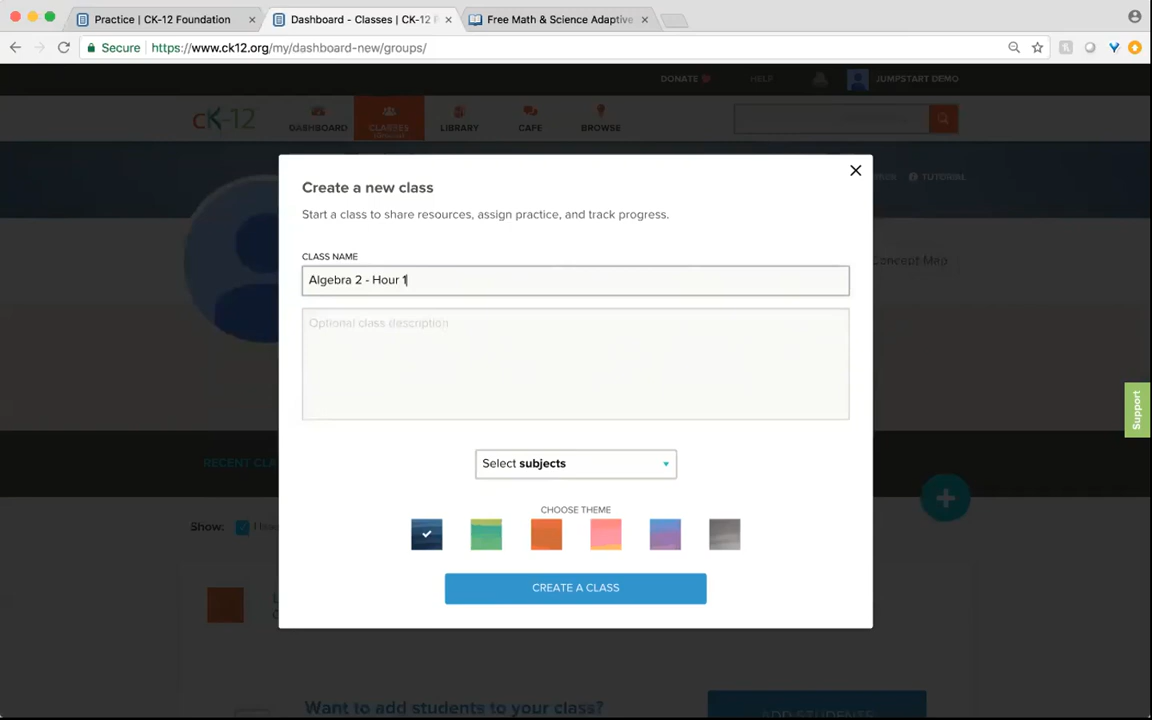 Practice | CK-12 Foundation
Dashboard - Classes | CK-12 F
Free Math & Science Adaptive
Secure https://www.ck12.org/my/dashboard-new/groups/
DONATE HELP JUMPSTART DEMO
cK-12 DASHBOARD CLASSES LIBRARY CAFE BROWSE
Create a new class
TUTORIAL
Start a class to share resources, assign practice, and track progress.
CLASS NAME
Concept Map
Algebra 2 - Hour 1
Optional class description
Support
Select subjects
RECENT CLA
CHOOSE THEME
Show:
CREATE A CLASS
Want to add students to your class?
ADD STUDENTS